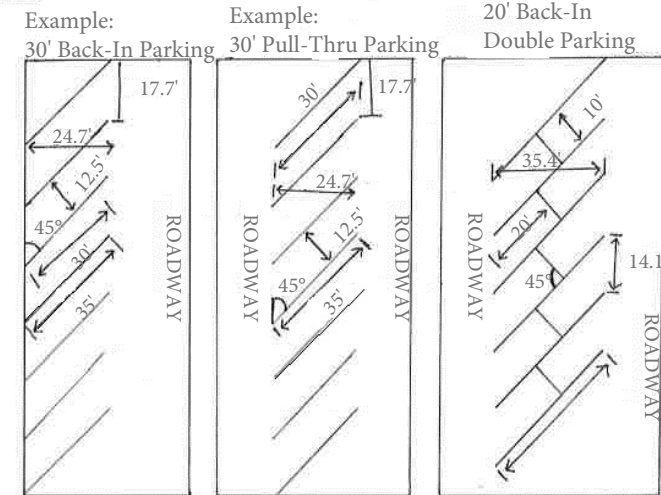 Example:
30' Back-In Parking
17.7'
24.7'
12.5'
45°
30'
35'
ROADWAY
Example:
30' Pull-Thru Parking
30'
17.7'
24.7'
12.5'
45°
35'
ROADWAY
ROADWAY
20' Back-In
Double Parking
10'
35.4'
20'
45°
14.1
ROADWAY
ROADWAY